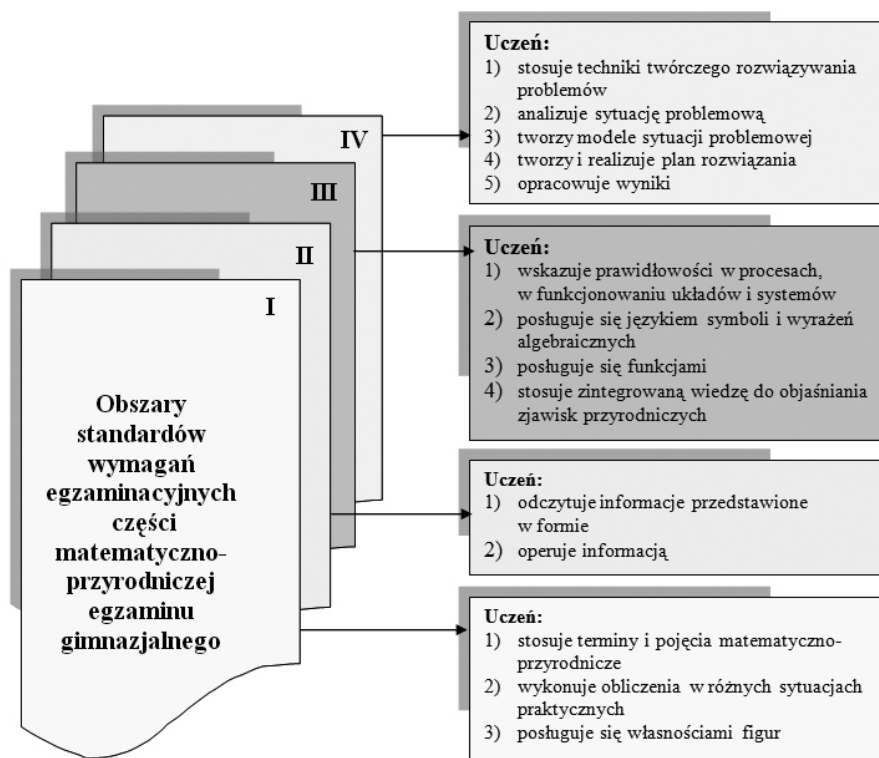 IV
III
II
I
Obszary
standardów
wymagań
egzaminacyjnych
części
matematyczno-
przyrodniczej
egzaminu
gimnazjalnego
Uczeń:
1) stosuje techniki twórczego rozwiązywania
problemów
2) analizuje sytuację problemową
3) tworzy modele sytuacji problemowej
4) tworzy i realizuje plan rozwiązania
5) opracowuje wyniki
Uczeń:
1) wskazuje prawidłowości w procesach,
w funkcjonowaniu układów i systemów
2) posługuje się językiem symboli i wyrażeń
algebraicznych
3) posługuje się funkcjami
4) stosuje zintegrowaną wiedzę do objaśniania
zjawisk przyrodniczych
Uczeń:
1) odczytuje informacje przedstawione
w formie
2) operuje informacją
Uczeń:
1) stosuje terminy i pojęcia matematyczno-
przyrodnicze
2) wykonuje obliczenia w różnych sytuacjach
praktycznych
3) posługuje się własnościami figur